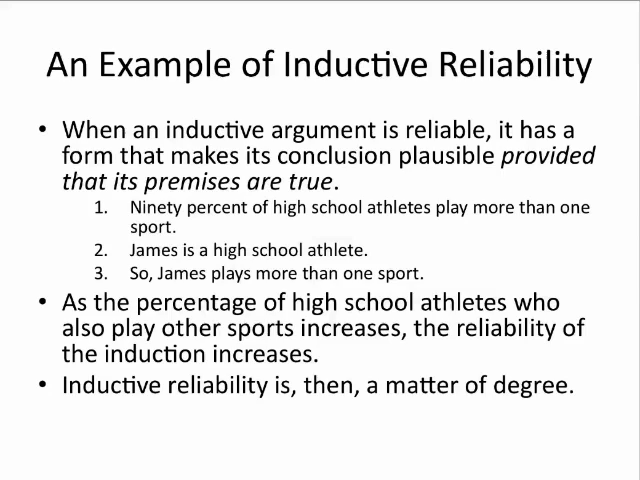 An Example of Inductive Reliability
• When an inductive argument is reliable, it has a
form that makes its conclusion plausible provided
that its premises are true.
1. Ninety percent of high school athletes play more than one
sport.
2. James is a high school athlete.
3. So, James plays more than one sport.
• As the percentage of high school athletes who
also play other sports increases, the reliability of
the induction increases.
• Inductive reliability is, then, a matter of degree.